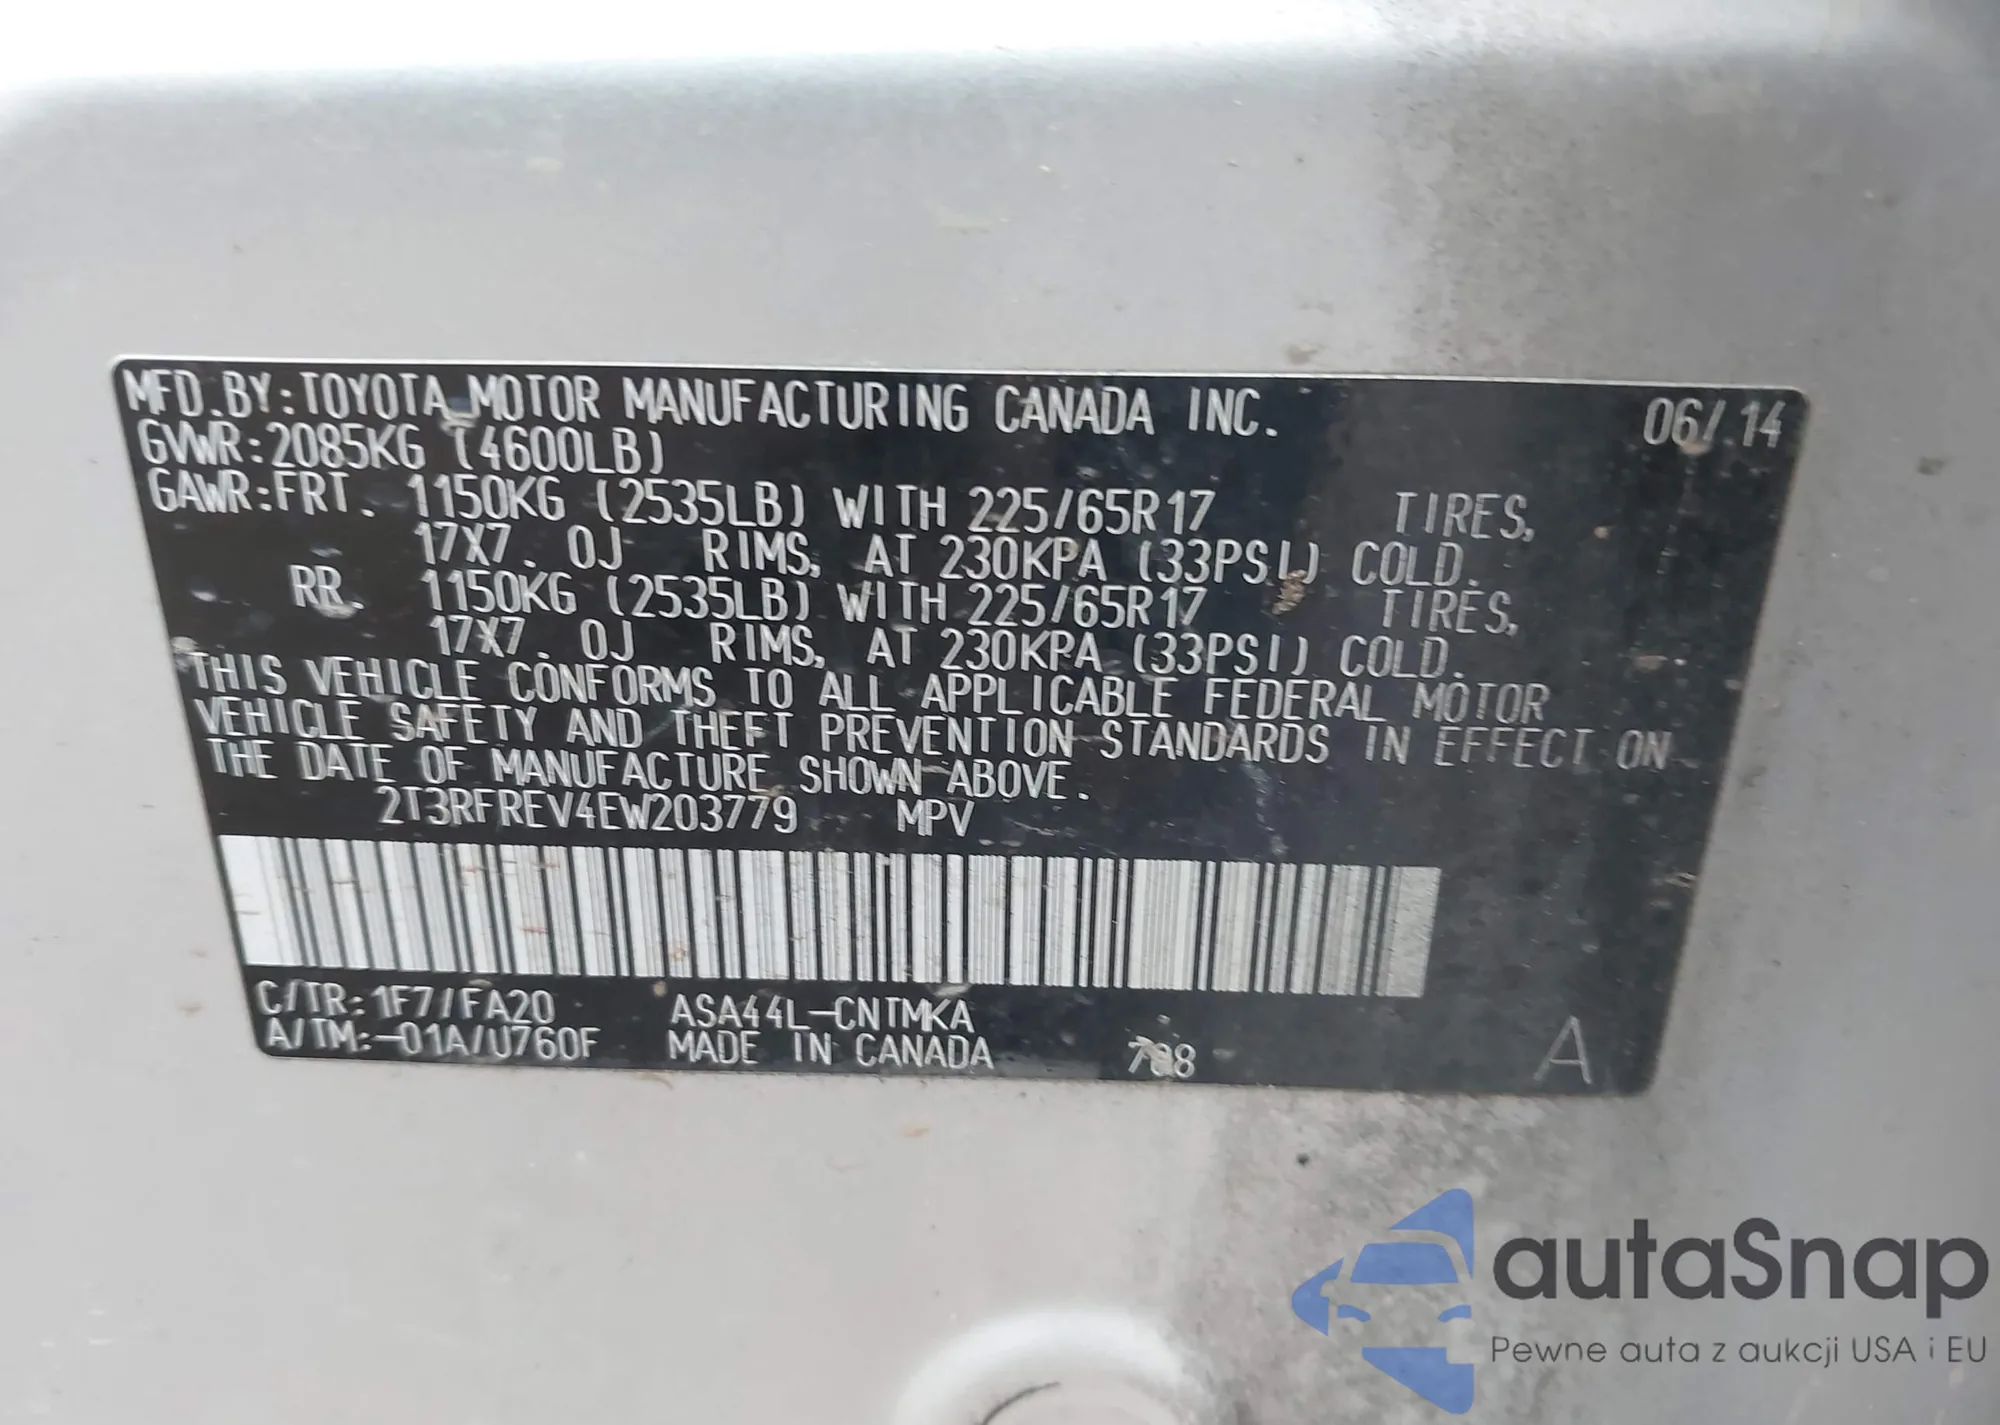 MFD.BY:TOYOTA MOTOR MANUFACTURING CANADA INC. 06/14
GVWR:2085KG (4600LB)
GAWR:FRT. 1150KG (2535LB) WITH 225/65R17 TIRES,
17X7.0J RIMS, AT 230KPA (33PSI) COLD.
RR. 1150KG (2535LB) WITH 225/65R17 TIRES,
17X7.0J RIMS, AT 230KPA (33PSI) COLD.
THIS VEHICLE CONFORMS TO ALL APPLICABLE FEDERAL MOTOR
VEHICLE SAFETY AND THEFT PREVENTION STANDARDS IN EFFECT ON
THE DATE OF MANUFACTURE SHOWN ABOVE.
2T3RFREV4EW203779 MPV
C/TR:1F7/FA20 ASA44L-CNTMKA
A/TM:-01A/U760F MADE IN CANADA A
autaSnap
Pewne auta z aukcji USA i EU